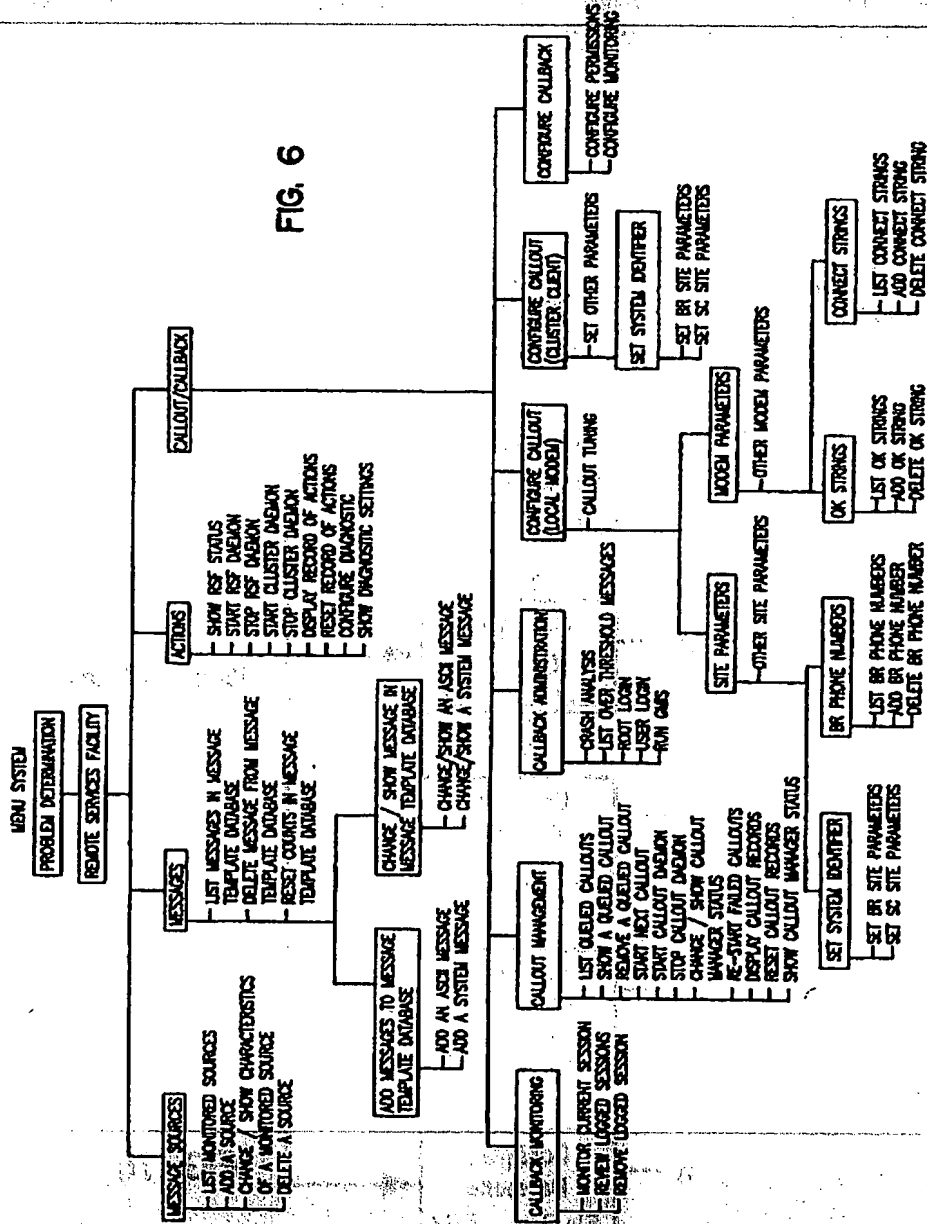 MENU SYSTEM
PROBLEM DETERMINATION
REMOTE SERVICES FACILITY
MESSAGE SOURCES
LIST MONITORED SOURCES
ADD A SOURCE
CHANGE / SHOW CHARACTERISTICS
OF A MONITORED SOURCE
DELETE A SOURCE
MESSAGES
LIST MESSAGES IN MESSAGE
TEMPLATE DATABASE
DELETE MESSAGE FROM MESSAGE
TEMPLATE DATABASE
RESET COUNTS IN MESSAGE
TEMPLATE DATABASE
ADD MESSAGES TO MESSAGE
TEMPLATE DATABASE
ADD AN ASCII MESSAGE
ADD A SYSTEM MESSAGE
CHANGE / SHOW MESSAGE IN
MESSAGE TEMPLATE DATABASE
CHANGE/SHOW AN ASCII MESSAGE
CHANGE/SHOW A SYSTEM MESSAGE
ACTIONS
SHOW RSF STATUS
START RSF DAEMON
STOP RSF DAEMON
START CLUSTER DAEMON
STOP CLUSTER DAEMON
DISPLAY RECORD OF ACTIONS
RESET RECORD OF ACTIONS
CONFIGURE DIAGNOSTIC
SHOW DIAGNOSITIC SETTINGS
CALLOUT/CALLBACK
FIG. 6
CALLBACK MONITORING
MONITOR CURRENT SESSION
REVIEW LOGGED SESSIONS
REMOVE LOGGED SESSION
CALLOUT MANAGEMENT
LIST QUEUED CALLOUTS
SHOW A QUEUED CALLOUT
REMOVE A QUEUED CALLOUT
START NEXT CALLOUT
START CALLOUT DAEMON
STOP CALLOUT DAEMON
CHANGE / SHOW CALLOUT
MANAGER STATUS
RE-START FAILED CALLOUTS
DISPLAY CALLOUT RECORDS
RESET CALLOUT RECORDS
SHOW CALLOUT MANAGER STATUS
CALLBACK ADMINISTRATION
CRASH ANALYSIS
LIST OVER THRESHOLD MESSAGES
ROOT LOGIN
USER LOGIN
RUN
CONFIGURE CALLOUT
(LOCAL MODEM)
CALLOUT TUNING
CONFIGURE CALLOUT
(CLUSTER CLIENT)
SET OTHER PARAMETERS
SET SYSTEM IDENTIFIER
SET BR SITE PARAMETERS
SET SC SITE PARAMETERS
CONFIGURE CALLBACK
CONFIGURE PERMISSIONS
CONFIGURE MONITORING
SITE PARAMETERS
OTHER SITE PARAMETERS
MODEM PARAMETERS
OTHER MODEM PARAMETERS
SET SYSTEM IDENTIFIER
SET BR SITE PARAMETERS
SET SC SITE PARAMETERS
BR PHONE NUMBERS
LIST BR PHONE NUMBERS
ADD BR PHONE NUMBER
DELETE BR PHONE NUMBER
OK STRINGS
LIST OK STRINGS
ADD OK STRING
DELETE OK STRING
CONNECT STRINGS
LIST CONNECT STRINGS
ADD CONNECT STRING
DELETE CONNECT STRING